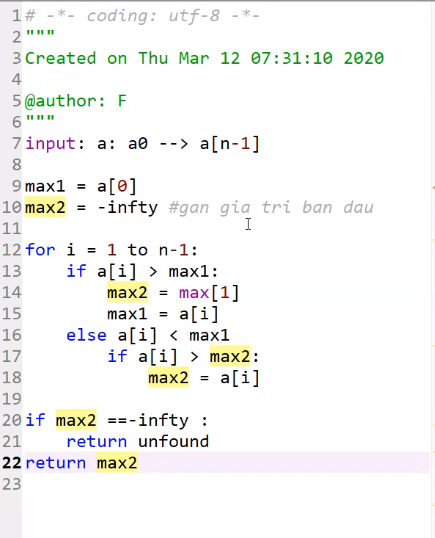 1 # -*- coding: utf-8 -*-
2 """
3 Created on Thu Mar 12 07:31:10 2020
4
5 @author: F
6 """
7 input: a: a0 --> a[n-1]
8
9 max1 = a[0]
10 max2 = -infty #gan gia tri ban dau
11
12 for i = 1 to n-1:
13     if a[i] > max1:
14         max2 = max[1]
15         max1 = a[i]
16     else a[i] < max1
17         if a[i] > max2:
18             max2 = a[i]
19
20 if max2 ==-infty :
21     return unfound
22 return max2
23